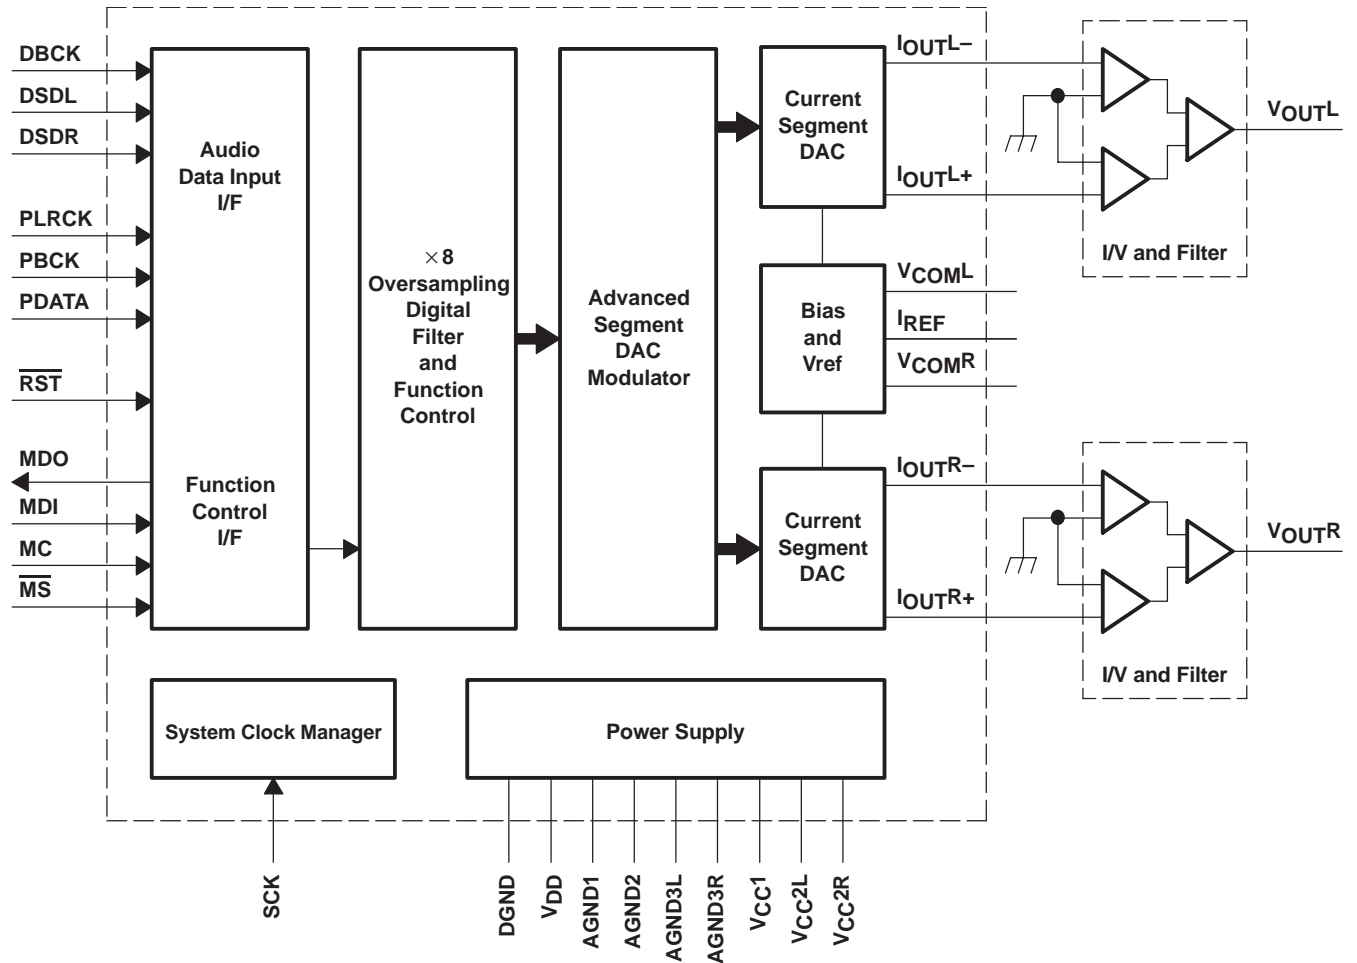 DBCK
DSDL
DSDR
PLRCK
PBCK
PDATA
RST
MDO
MDI
MC
MS
Audio
Data Input
I/F
Function
Control
I/F
×8
Oversampling
Digital
Filter
and
Function
Control
Advanced
Segment
DAC
Modulator
Current
Segment
DAC
Bias
and
Vref
Current
Segment
DAC
IOUTL–
IOUTL+
VCOML
IREF
VCOMR
IOUTR–
IOUTR+
VOUTL
I/V and Filter
VOUTR
I/V and Filter
System Clock Manager
Power Supply
SCK
DGND
VDD
AGND1
AGND2
AGND3L
AGND3R
VCC1
VCC2L
VCC2R